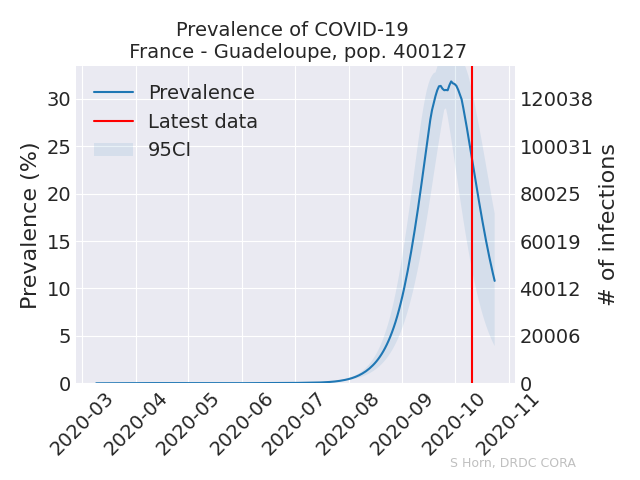 Prevalence of COVID-19
France - Guadeloupe, pop. 400127
Prevalence
Latest data
95CI
Prevalence (%)
30
25
20
15
10
5
0
120038
100031
80025
60019
40012
20006
0
# of infections
2020-03
2020-04
2020-05
2020-06
2020-07
2020-08
2020-09
2020-10
2020-11
S Horn, DRDC CORA